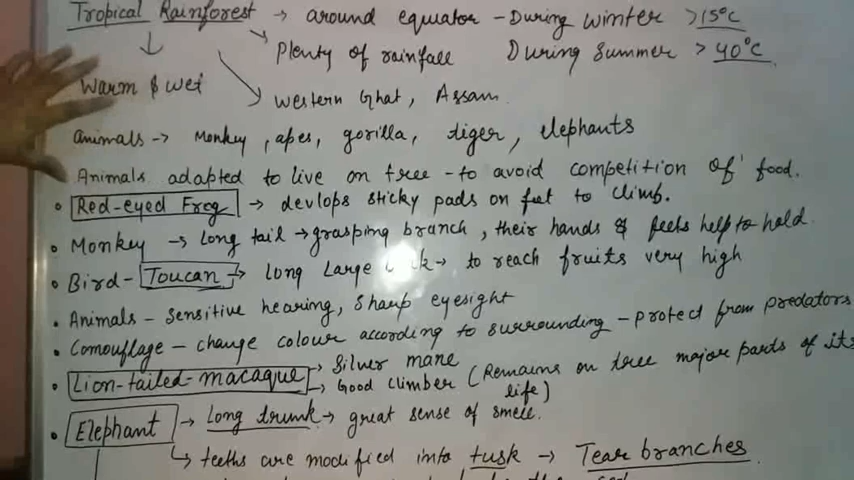 Tropical Rainforest → around equator - During winter >15°C
Plenty of rainfall During Summer > 40°C
Warm & wet
western Ghat, Assam
Animals → Monkey, apes, gorilla, tiger, elephants
Animals adapted to live on tree - to avoid competition of food.
• Red-eyed Frog → devlops sticky pads on feet to climb.
• Monkey → Long tail → grasping branch, their hands & feets help to hold
• Bird - Toucan → long Large → to reach fruits very high
• Animals - Sensitive hearing, Sharp eyesight
• Comouflage - change colour according to surrounding - protect from predators
• Lion-tailed-macaque → Silver mane
→ Good climber (Remains on tree major parts of its
life)
• Elephant → Long trunk → great sense of smell.
→ teeths are modified into tusk → Tear branches